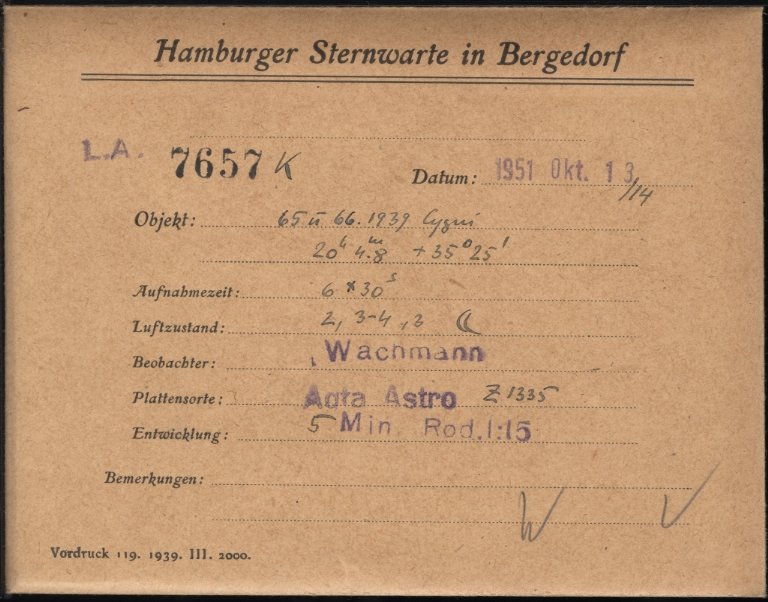 Hamburger Sternwarte in Bergedorf
L.A. 7657 K Datum: 1951 Okt. 13/14
Objekt: 65 u 66.1939 Cygni
20ʰ 4.ᵐ8 +35°25'
Aufnahmezeit: 6 x 30ˢ
Luftzustand: 2, 3-4, 3 ☾
Beobachter: Wachmann
Plattensorte: Agfa Astro Z 1335
Entwicklung: 5 Min. Rod.1:15
Bemerkungen:
W
Vordruck 119. 1939. III. 2000.